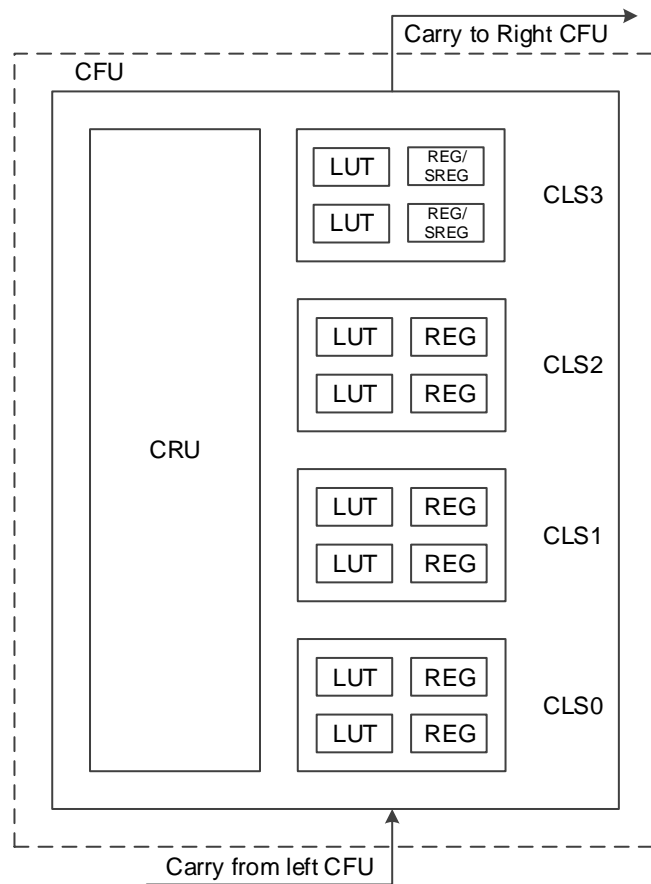 Carry to Right CFU
CFU
LUT
REG/
SREG
LUT
REG/
SREG
CLS3
LUT
REG
LUT
REG
CLS2
CRU
LUT
REG
LUT
REG
CLS1
LUT
REG
LUT
REG
CLS0
Carry from left CFU